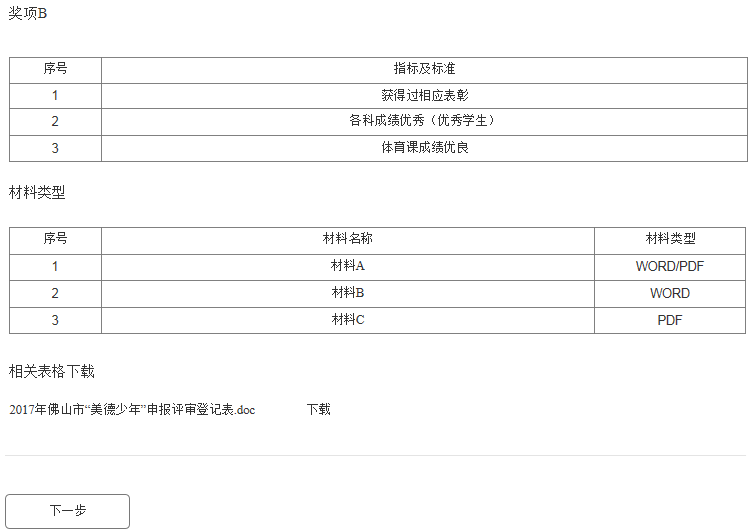 奖项B
序号 指标及标准
1 获得过相应表彰
2 各科成绩优秀（优秀学生）
3 体育课成绩优良
材料类型
序号 材料名称 材料类型
1 材料A WORD/PDF
2 材料B WORD
3 材料C PDF
相关表格下载
2017年佛山市“美德少年”申报评审登记表.doc 下载
下一步